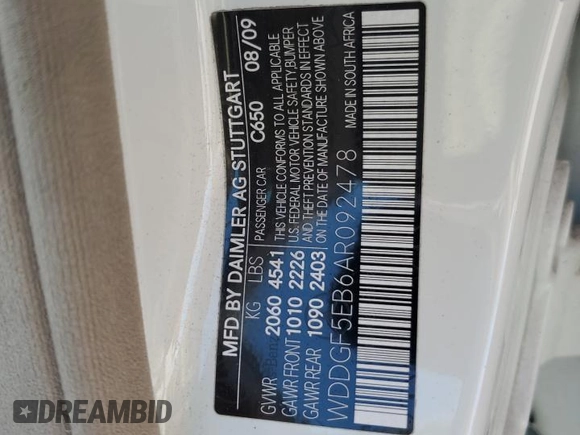 MFD BY DAIMLER AG STUTTGART
KG LBS PASSENGER CAR C650 08/09
GVWR 2060 4541 THIS VEHICLE CONFORMS TO ALL APPLICABLE
GAWR FRONT 1010 2226 U.S. FEDERAL MOTOR VEHICLE SAFETY, BUMPER
GAWR REAR 1090 2403 AND THEFT PREVENTION STANDARDS IN EFFECT
ON THE DATE OF MANUFACTURE SHOWN ABOVE
WDDGF5EB6AR092478 MADE IN SOUTH AFRICA
DREAMBID